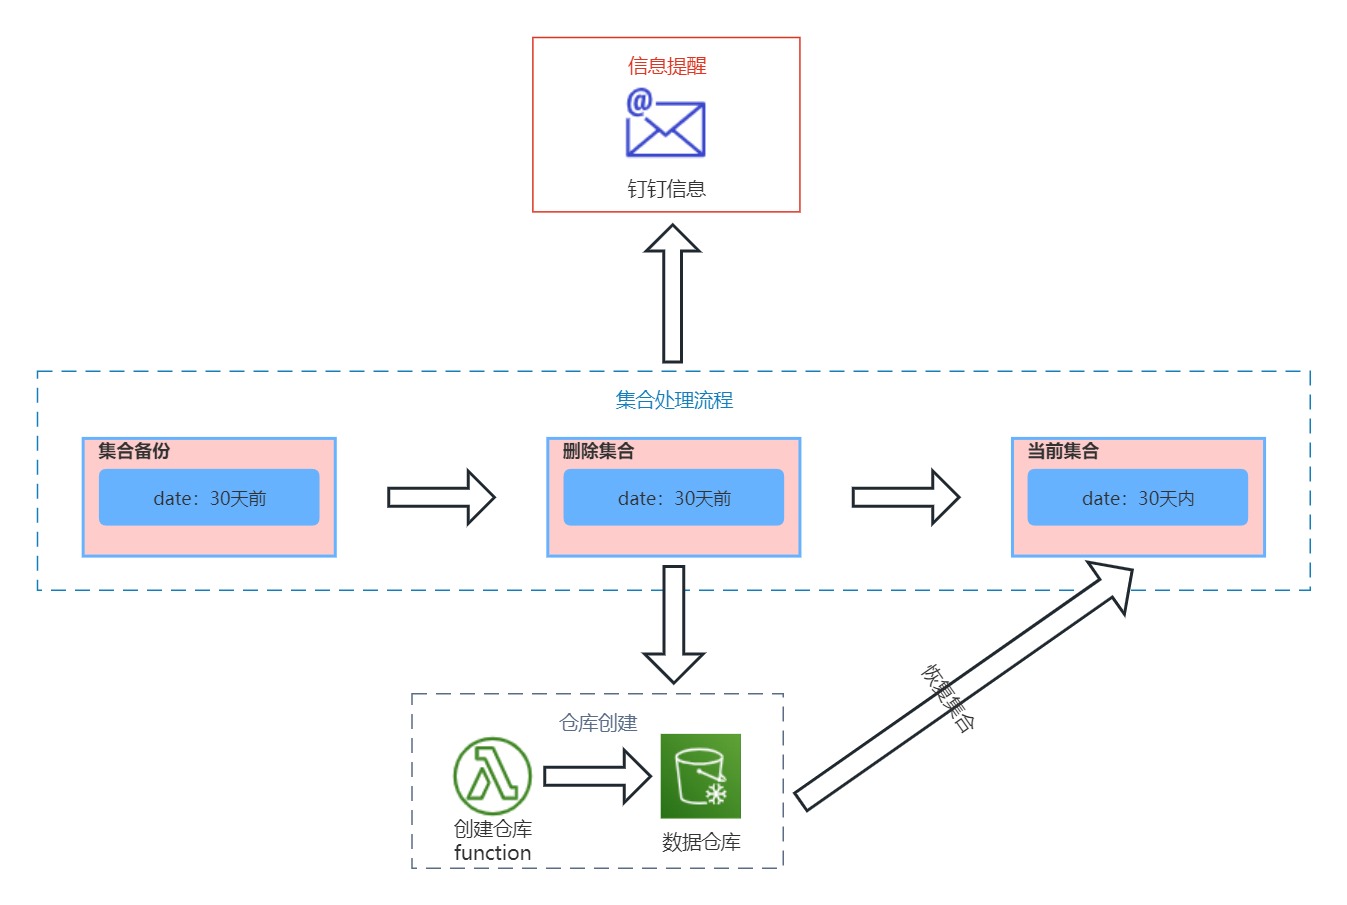 信息提醒
@
钉钉信息
集合处理流程
集合备份
date：30天前
删除集合
date：30天前
当前集合
date：30天内
恢复集合
仓库创建
创建仓库
function
数据仓库